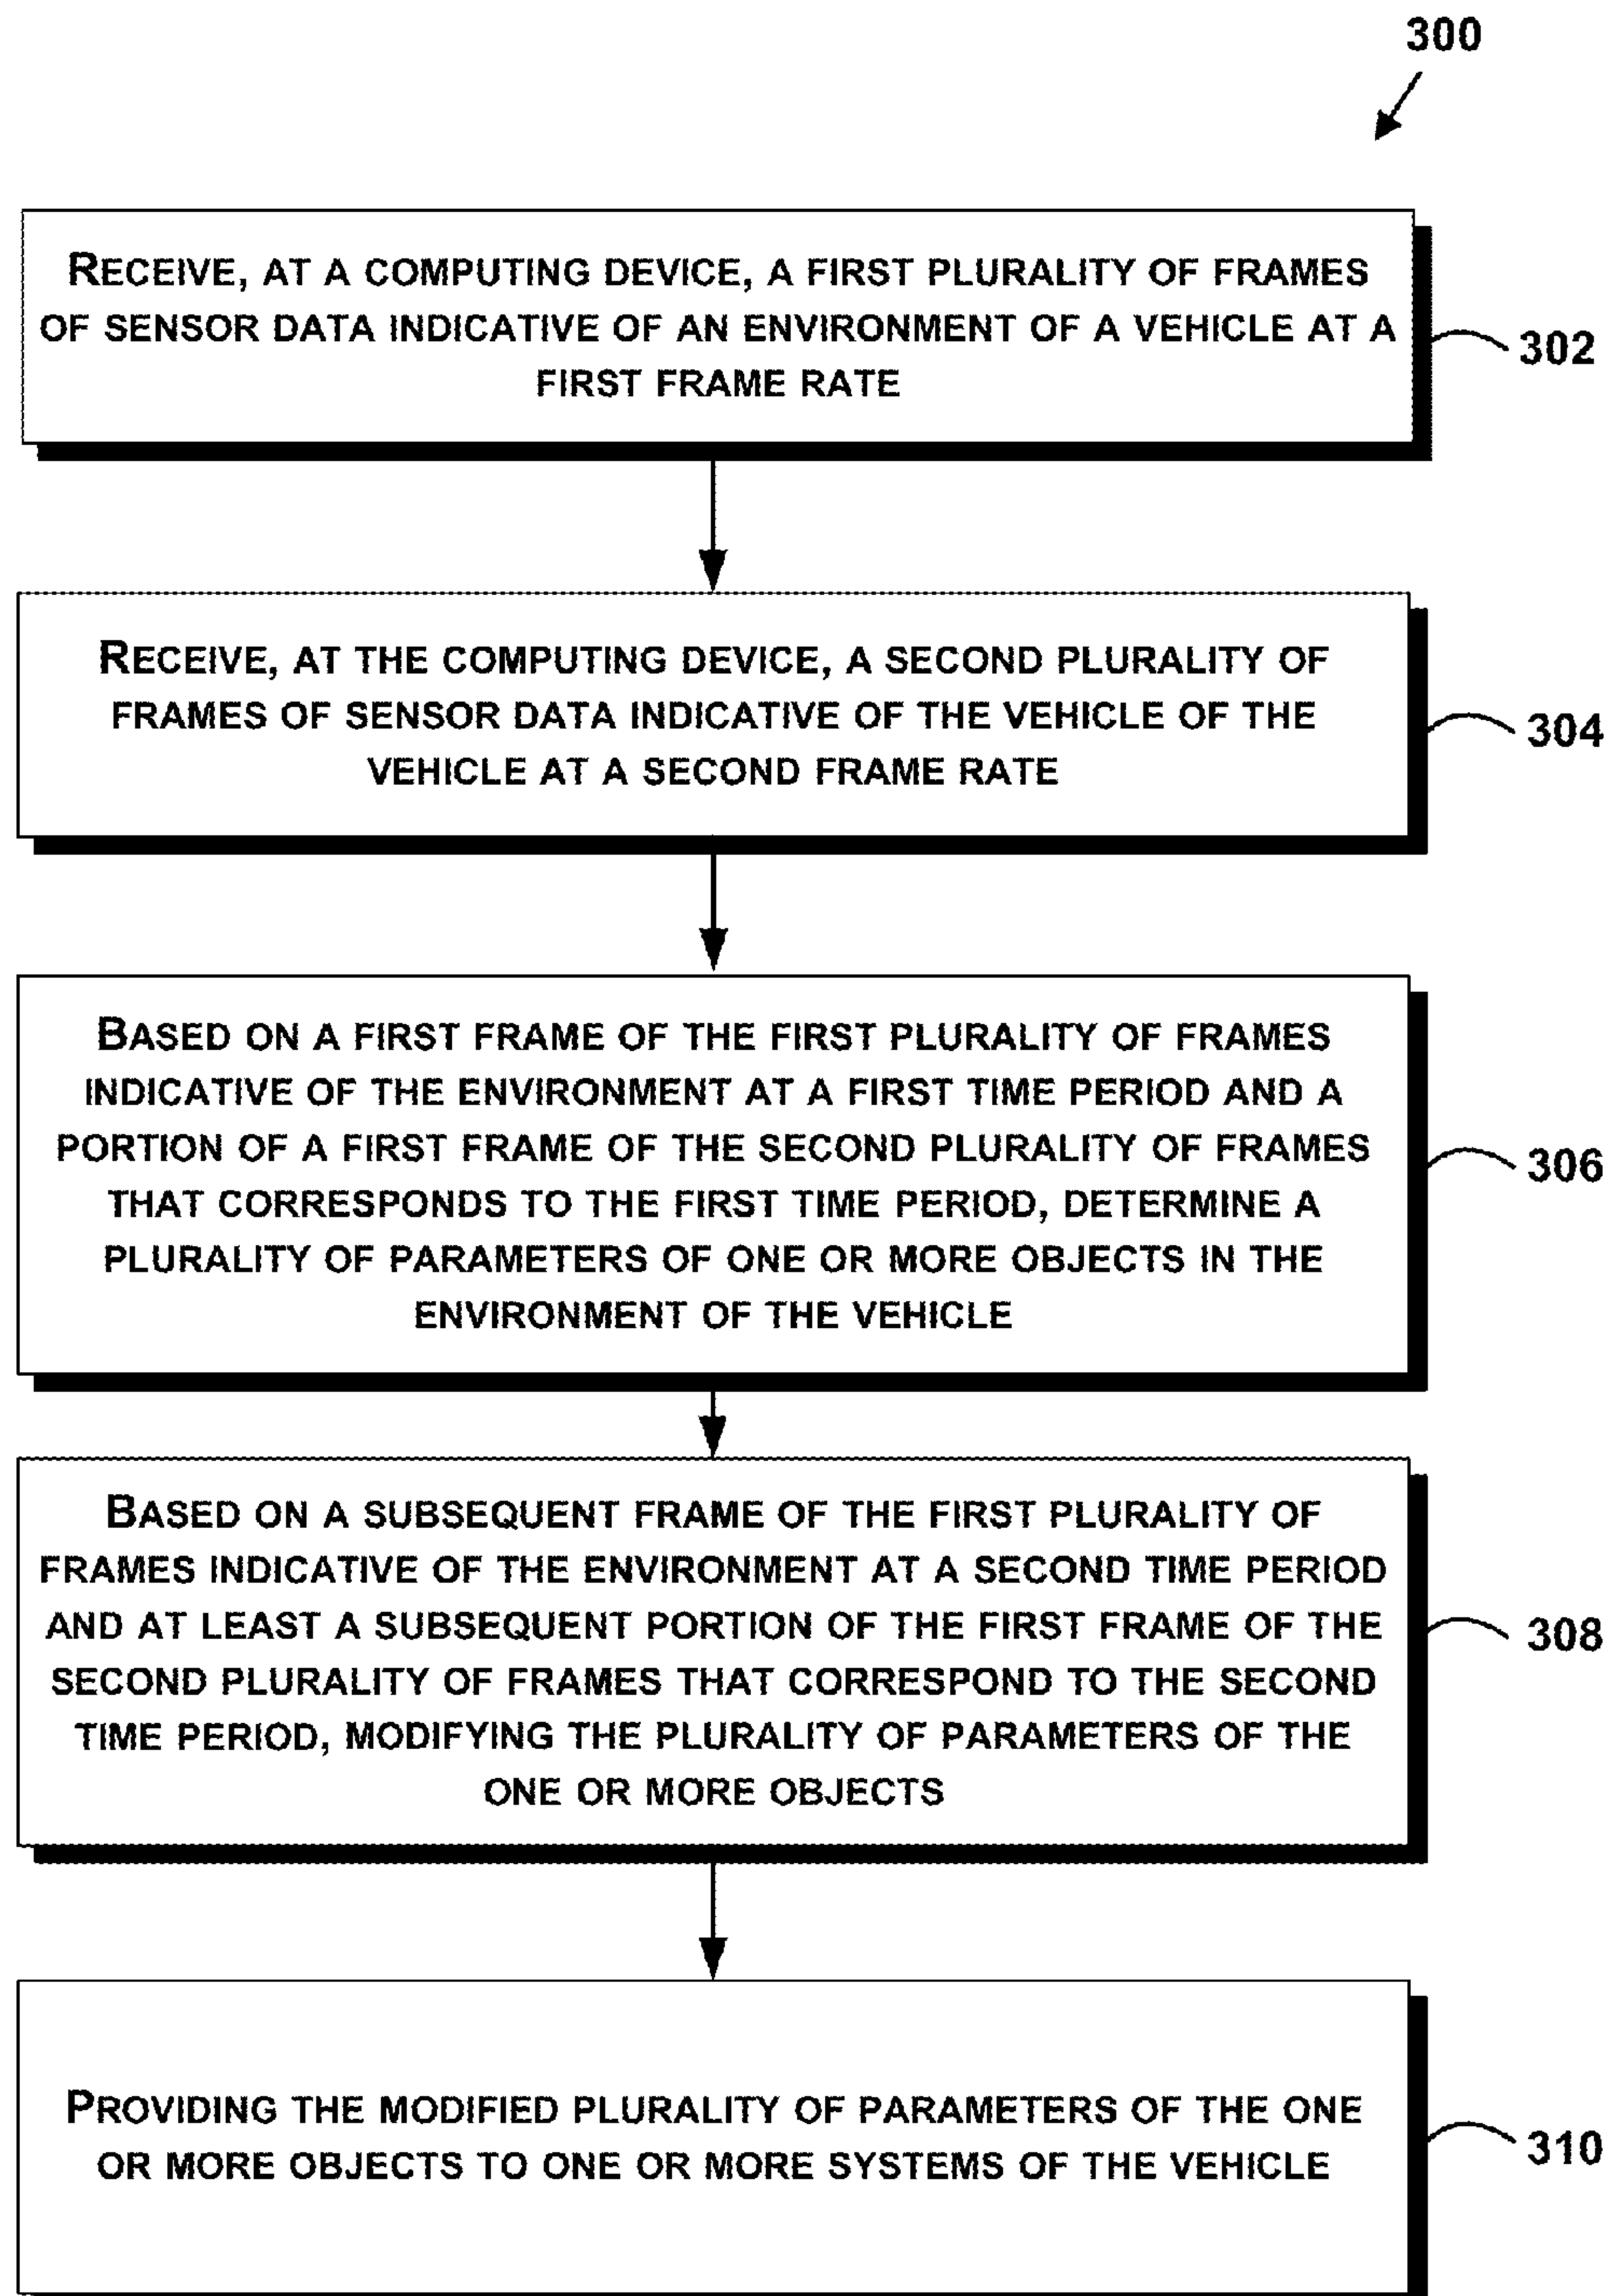 300
RECEIVE, AT A COMPUTING DEVICE, A FIRST PLURALITY OF FRAMES
OF SENSOR DATA INDICATIVE OF AN ENVIRONMENT OF A VEHICLE AT A
FIRST FRAME RATE
302
RECEIVE, AT THE COMPUTING DEVICE, A SECOND PLURALITY OF
FRAMES OF SENSOR DATA INDICATIVE OF THE VEHICLE OF THE
VEHICLE AT A SECOND FRAME RATE
304
BASED ON A FIRST FRAME OF THE FIRST PLURALITY OF FRAMES
INDICATIVE OF THE ENVIRONMENT AT A FIRST TIME PERIOD AND A
PORTION OF A FIRST FRAME OF THE SECOND PLURALITY OF FRAMES
THAT CORRESPONDS TO THE FIRST TIME PERIOD, DETERMINE A
PLURALITY OF PARAMETERS OF ONE OR MORE OBJECTS IN THE
ENVIRONMENT OF THE VEHICLE
306
BASED ON A SUBSEQUENT FRAME OF THE FIRST PLURALITY OF
FRAMES INDICATIVE OF THE ENVIRONMENT AT A SECOND TIME PERIOD
AND AT LEAST A SUBSEQUENT PORTION OF THE FIRST FRAME OF THE
SECOND PLURALITY OF FRAMES THAT CORRESPOND TO THE SECOND
TIME PERIOD, MODIFYING THE PLURALITY OF PARAMETERS OF THE
ONE OR MORE OBJECTS
308
PROVIDING THE MODIFIED PLURALITY OF PARAMETERS OF THE ONE
OR MORE OBJECTS TO ONE OR MORE SYSTEMS OF THE VEHICLE
310